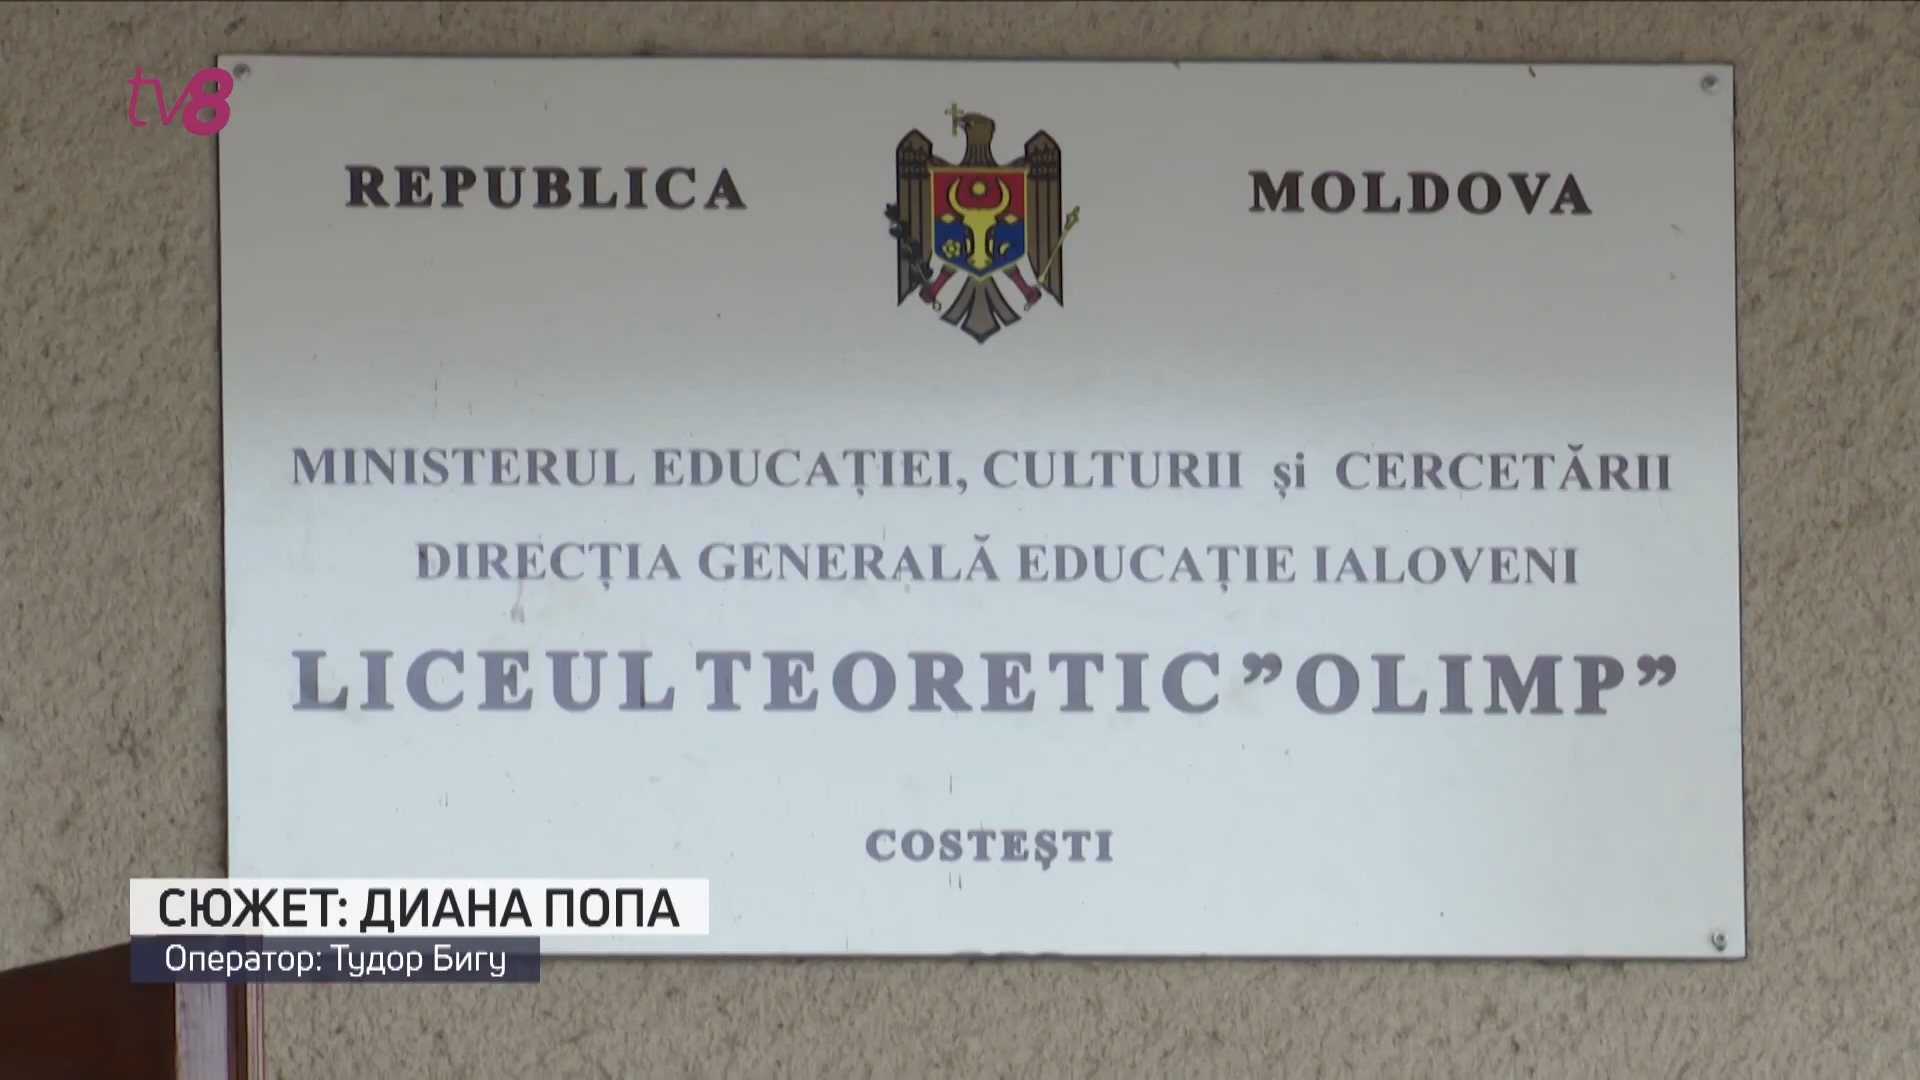 tv8
REPUBLICA MOLDOVA
MINISTERUL EDUCAȚIEI, CULTURII și CERCETĂRII
DIRECȚIA GENERALĂ EDUCAȚIE IALOVENI
LICEUL TEORETIC ”OLIMP”
COSTEȘTI
СЮЖЕТ: ДИАНА ПОПА
Оператор: Тудор Бигу